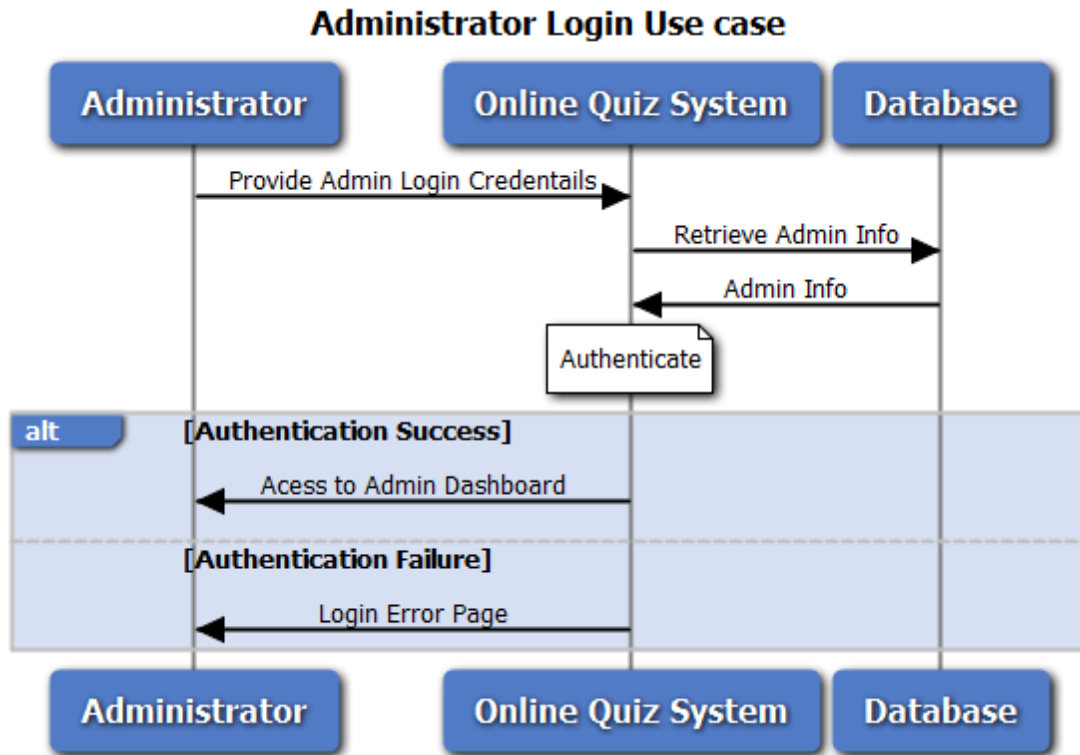 Administrator Login Use case
Administrator
Online Quiz System
Database
Provide Admin Login Credentails
Retrieve Admin Info
Admin Info
Authenticate
alt
[Authentication Success]
Acess to Admin Dashboard
[Authentication Failure]
Login Error Page
Administrator
Online Quiz System
Database